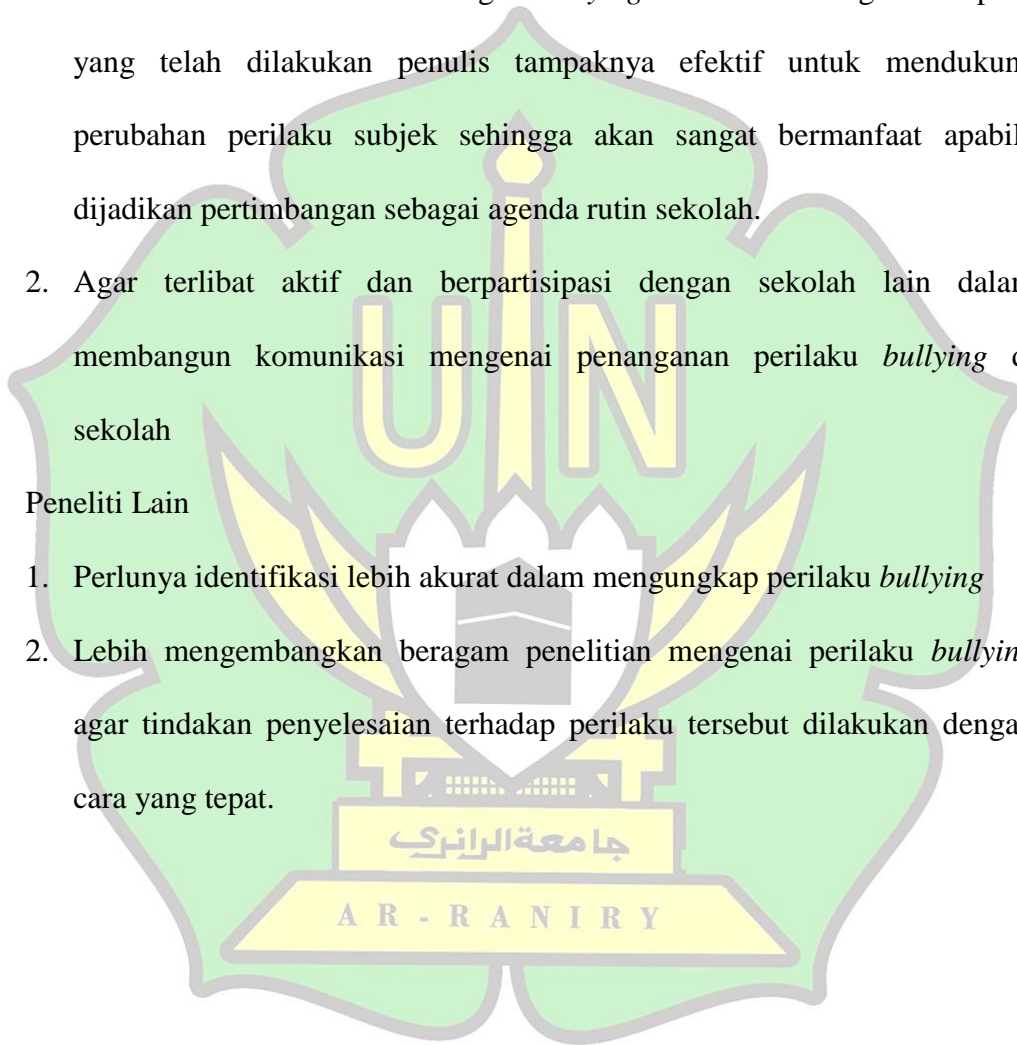 yang telah dilakukan penulis tampaknya efektif untuk mendukun
perubahan perilaku subjek sehingga akan sangat bermanfaat apabil
dijadikan pertimbangan sebagai agenda rutin sekolah.
2. Agar terlibat aktif dan berpartisipasi dengan sekolah lain dalam
membangun komunikasi mengenai penanganan perilaku bullying d
sekolah
Peneliti Lain
1. Perlunya identifikasi lebih akurat dalam mengungkap perilaku bullying
2. Lebih mengembangkan beragam penelitian mengenai perilaku bullyin
agar tindakan penyelesaian terhadap perilaku tersebut dilakukan denga
cara yang tepat.
UIN
جامعة الرانري
AR-RANIRY